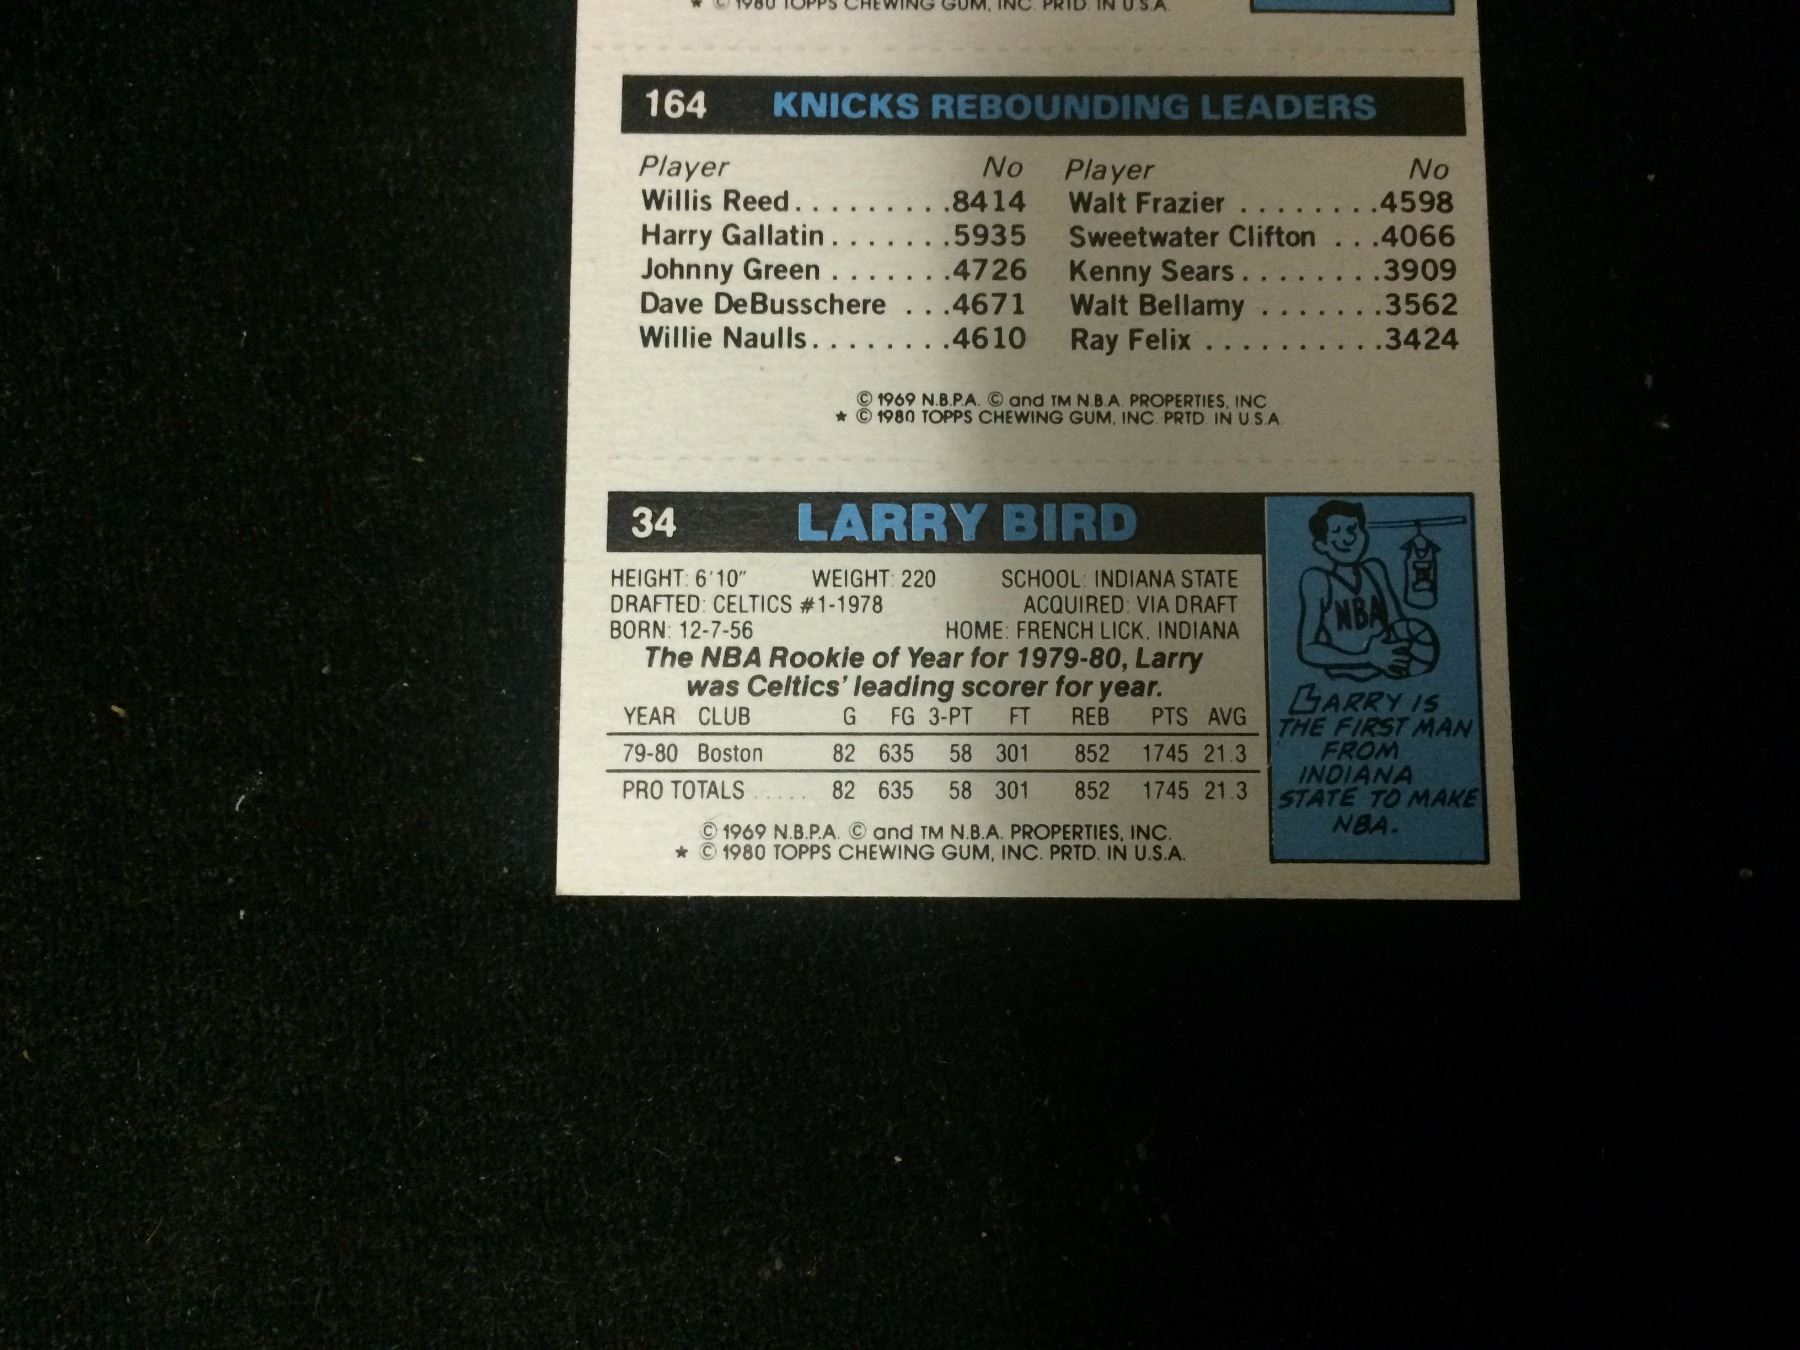 ★ © 1980 TOPPS CHEWING GUM, INC. PRTD. IN U.S.A.
164 KNICKS REBOUNDING LEADERS
Player No Player No
Willis Reed.........8414 Walt Frazier ........4598
Harry Gallatin.......5935 Sweetwater Clifton ...4066
Johnny Green .......4726 Kenny Sears........3909
Dave DeBusschere ...4671 Walt Bellamy .......3562
Willie Naulls........4610 Ray Felix ..........3424
© 1969 N.B.P.A. © and TM N.B.A. PROPERTIES, INC
★ © 1980 TOPPS CHEWING GUM, INC PRTD. IN U.S.A.
34 LARRY BIRD
HEIGHT: 6'10" WEIGHT: 220 SCHOOL: INDIANA STATE
DRAFTED: CELTICS #1-1978 ACQUIRED: VIA DRAFT
BORN: 12-7-56 HOME: FRENCH LICK, INDIANA
The NBA Rookie of Year for 1979-80, Larry
was Celtics' leading scorer for year.
YEAR CLUB G FG 3-PT FT REB PTS AVG
79-80 Boston 82 635 58 301 852 1745 21.3
PRO TOTALS ..... 82 635 58 301 852 1745 21.3
© 1969 N.B.P.A. © and TM N.B.A. PROPERTIES, INC.
★ © 1980 TOPPS CHEWING GUM, INC. PRTD. IN U.S.A.
NBA
LARRY IS
THE FIRST MAN
FROM
INDIANA
STATE TO MAKE
NBA.